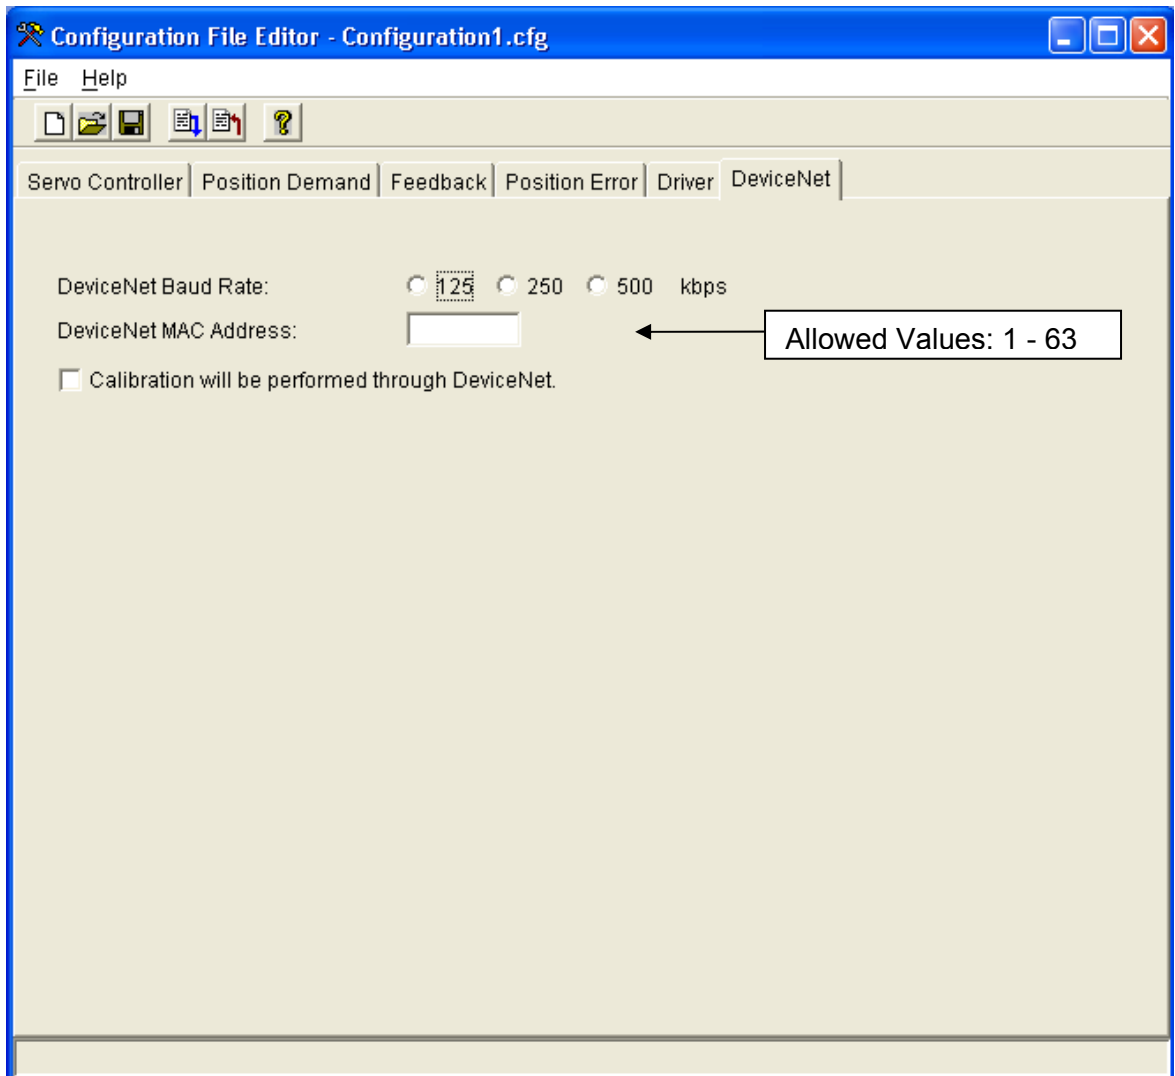 Configuration File Editor - Configuration1.cfg
File Help
Servo Controller Position Demand Feedback Position Error Driver DeviceNet
DeviceNet Baud Rate: 125 250 500 kbps
DeviceNet MAC Address:
Allowed Values: 1 - 63
Calibration will be performed through DeviceNet.